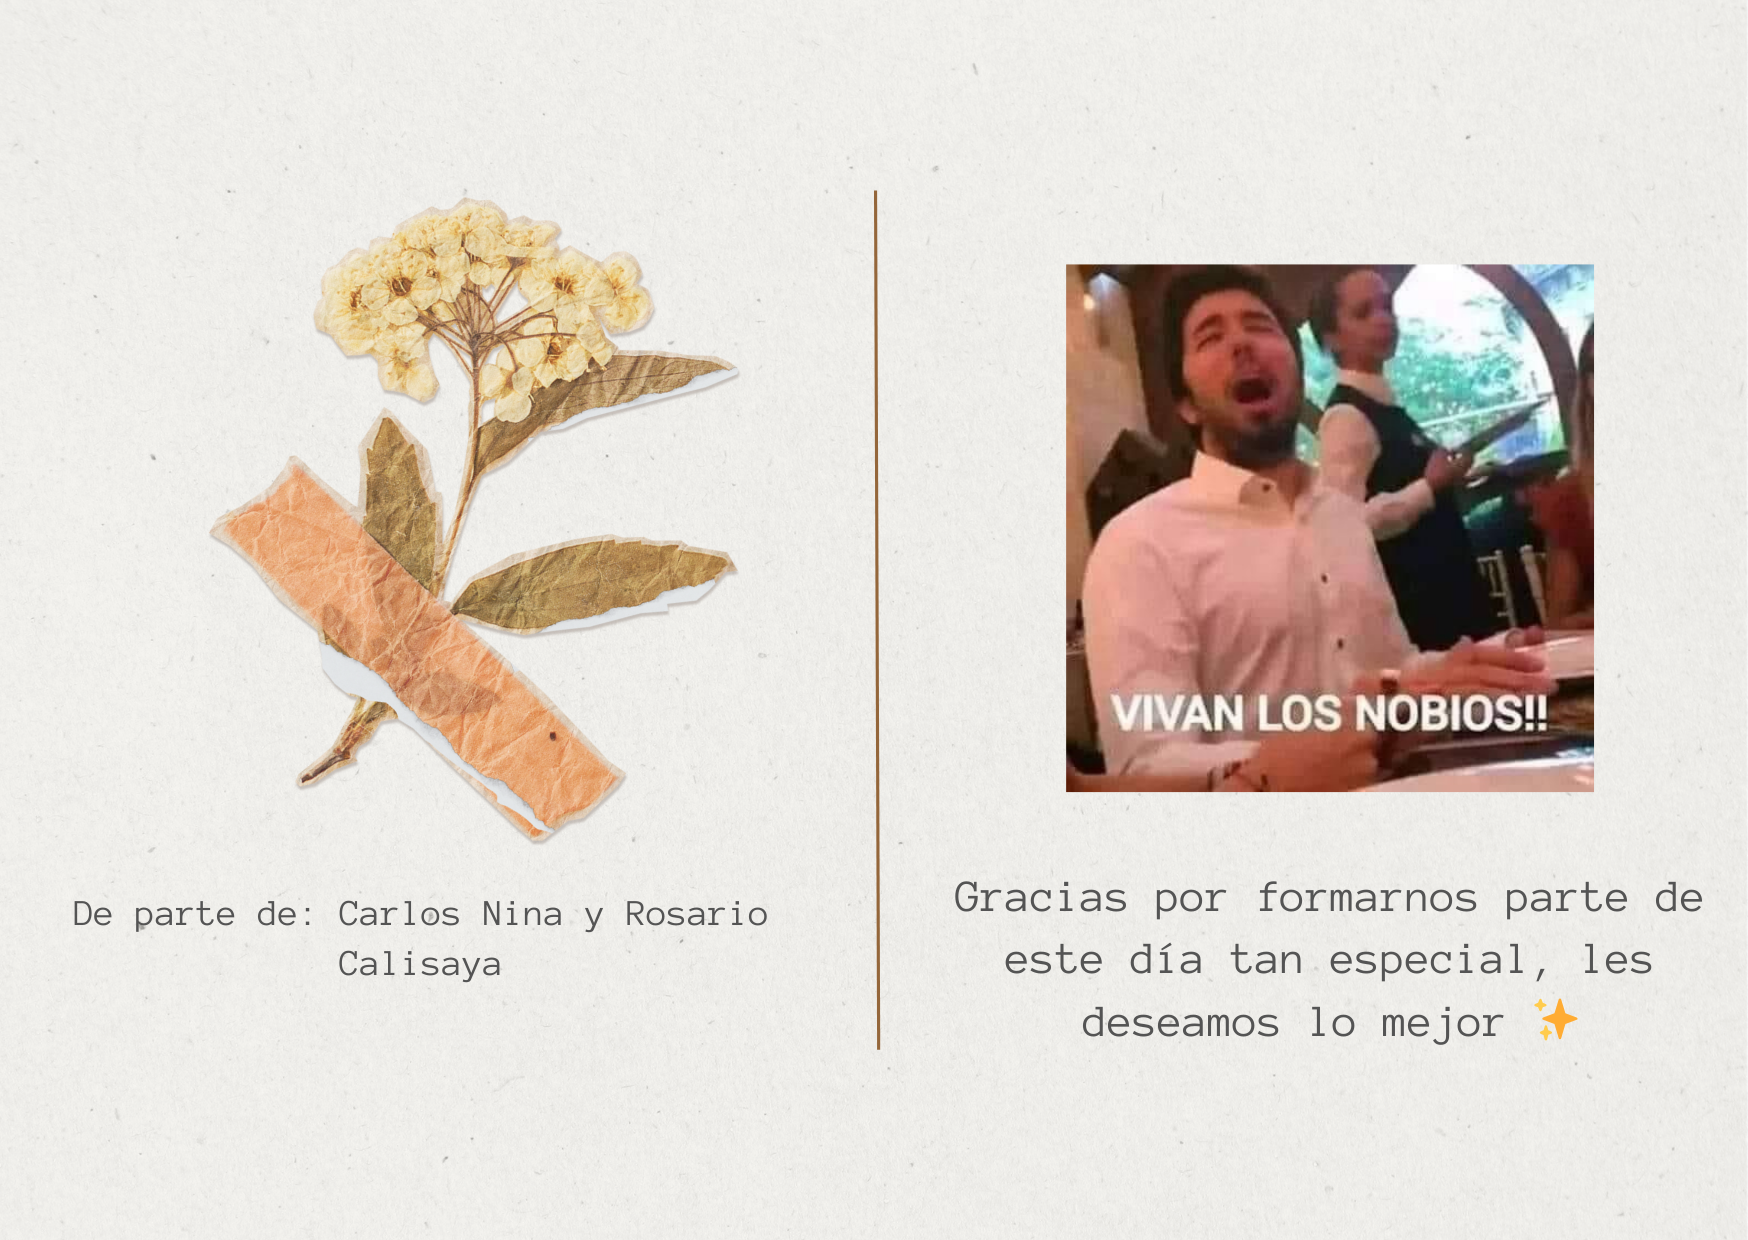 De parte de: Carlos Nina y Rosario
Calisaya
VIVAN LOS NOBIOS!!
Gracias por formarnos parte de
este día tan especial, les
deseamos lo mejor ✨